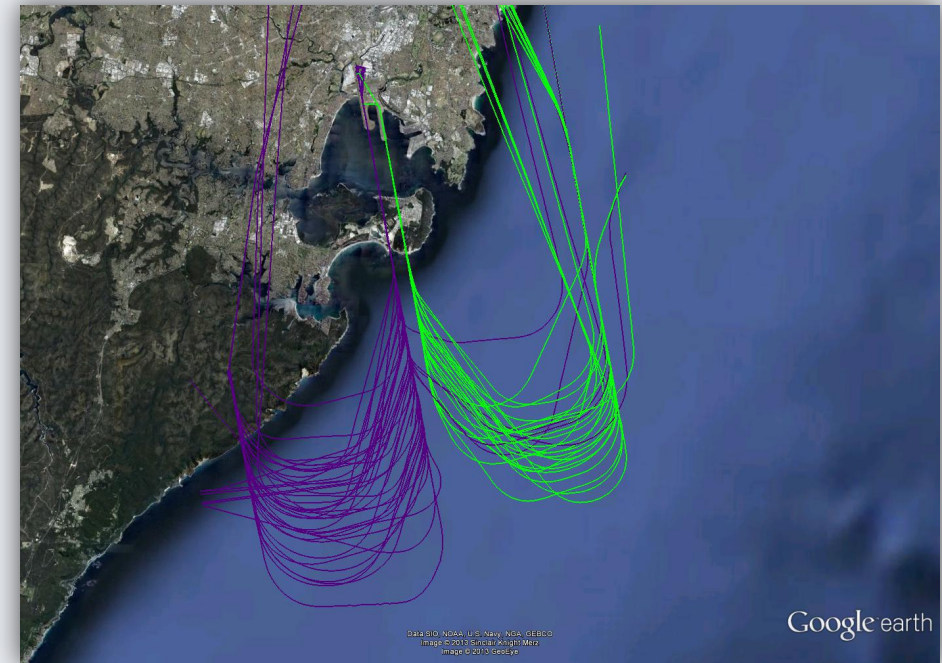 Data SIO, NOAA, U.S. Navy, NGA, GEBCO
Image © 2013 Sinclair Knight Merz
Image © 2013 GeoEye
Google earth